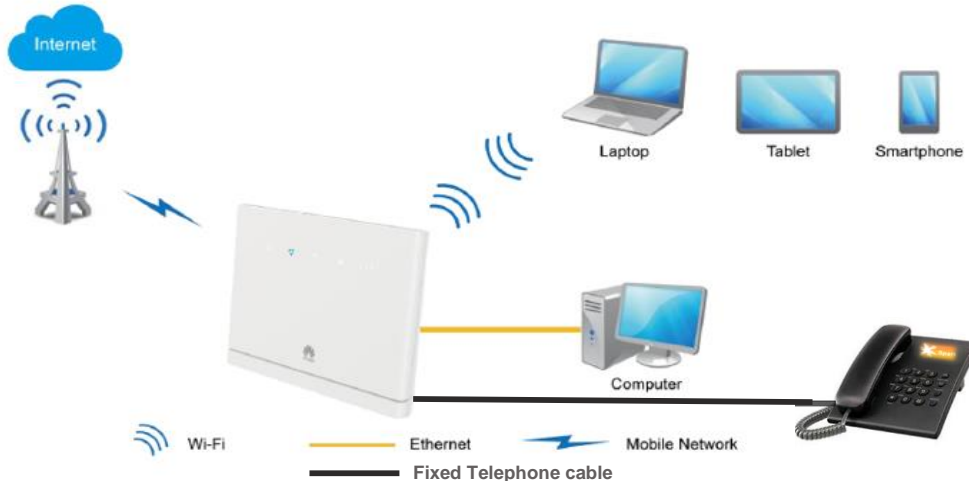 Internet
Laptop
Tablet
Smartphone
Computer
Wi-Fi
Ethernet
Mobile Network
Fixed Telephone cable